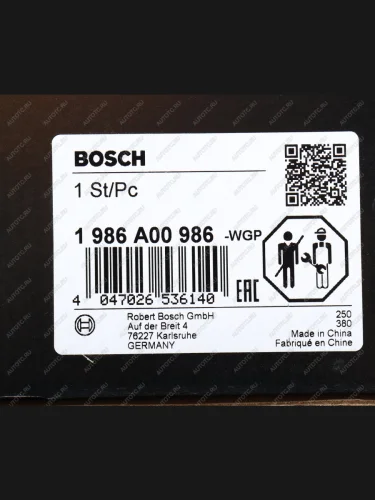 BOSCH
1 St/Pc
1 986 A00 986 -WGP
4 047026 536140
EAC
Robert Bosch GmbH
Auf der Breit 4
76227 Karlsruhe
GERMANY
250
380
Made in China
Fabriqué en Chine